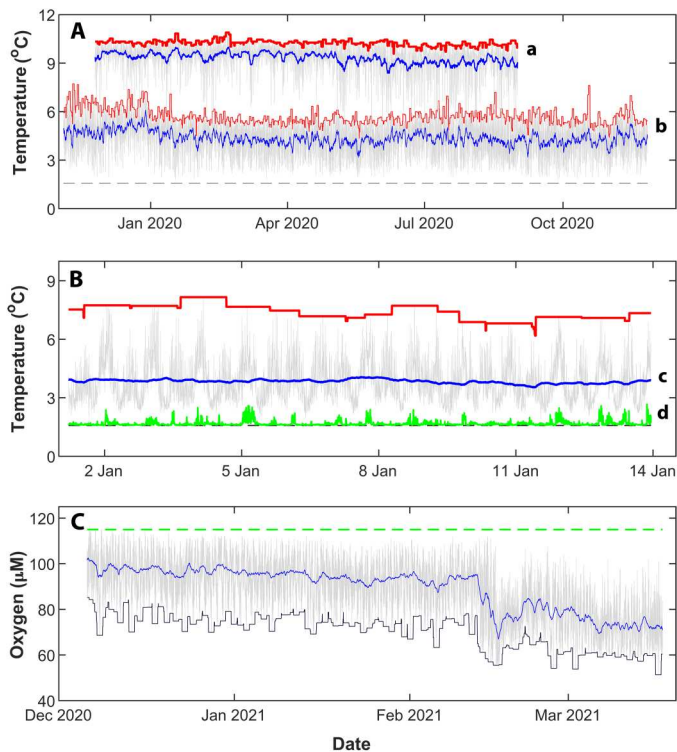 A
Temperature (°C)
12
9
6
3
0
a
b
Jan 2020
Apr 2020
Jul 2020
Oct 2020
B
Temperature (°C)
9
6
3
c
d
2 Jan
5 Jan
8 Jan
11 Jan
14 Jan
C
Oxygen (µM)
120
100
80
60
40
Dec 2020
Jan 2021
Feb 2021
Mar 2021
Date